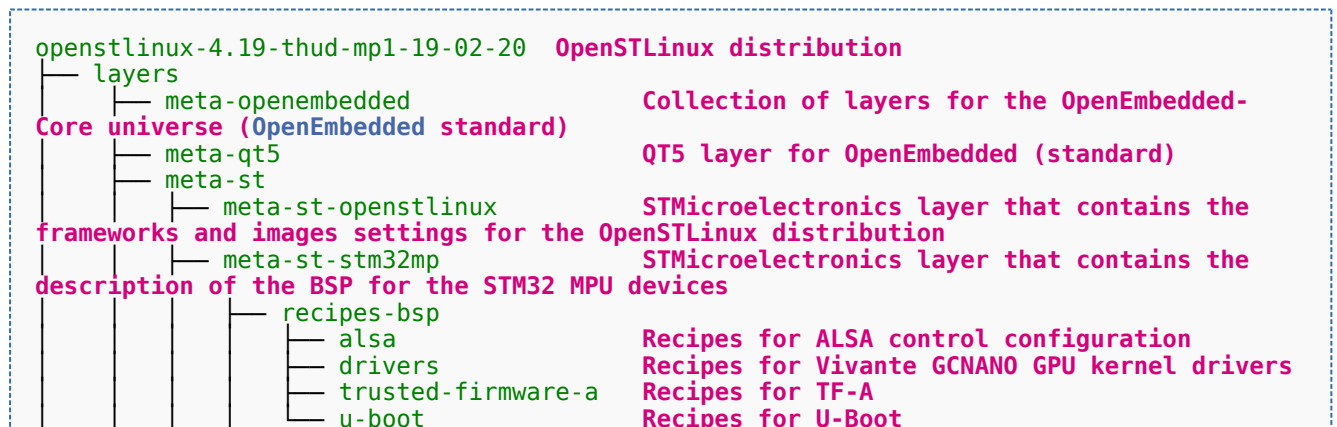 openstlinux-4.19-thud-mp1-19-02-20  OpenSTLinux distribution
├── layers
│    ├── meta-openembedded                Collection of layers for the OpenEmbedded-
Core universe (OpenEmbedded standard)
│    ├── meta-qt5                         QT5 layer for OpenEmbedded (standard)
│    ├── meta-st
│    │   ├── meta-st-openstlinux          STMicroelectronics layer that contains the
frameworks and images settings for the OpenSTLinux distribution
│    │   ├── meta-st-stm32mp              STMicroelectronics layer that contains the
description of the BSP for the STM32 MPU devices
│    │   │   ├── recipes-bsp
│    │   │   │   ├── alsa                 Recipes for ALSA control configuration
│    │   │   │   ├── drivers              Recipes for Vivante GCNANO GPU kernel drivers
│    │   │   │   ├── trusted-firmware-a   Recipes for TF-A
│    │   │   │   └── u-boot               Recipes for U-Boot